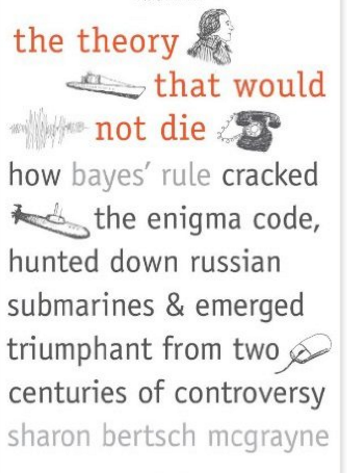 the theory
that would
not die
how bayes' rule cracked
the enigma code,
hunted down russian
submarines & emerged
triumphant from two
centuries of controversy
sharon bertsch mcgrayne